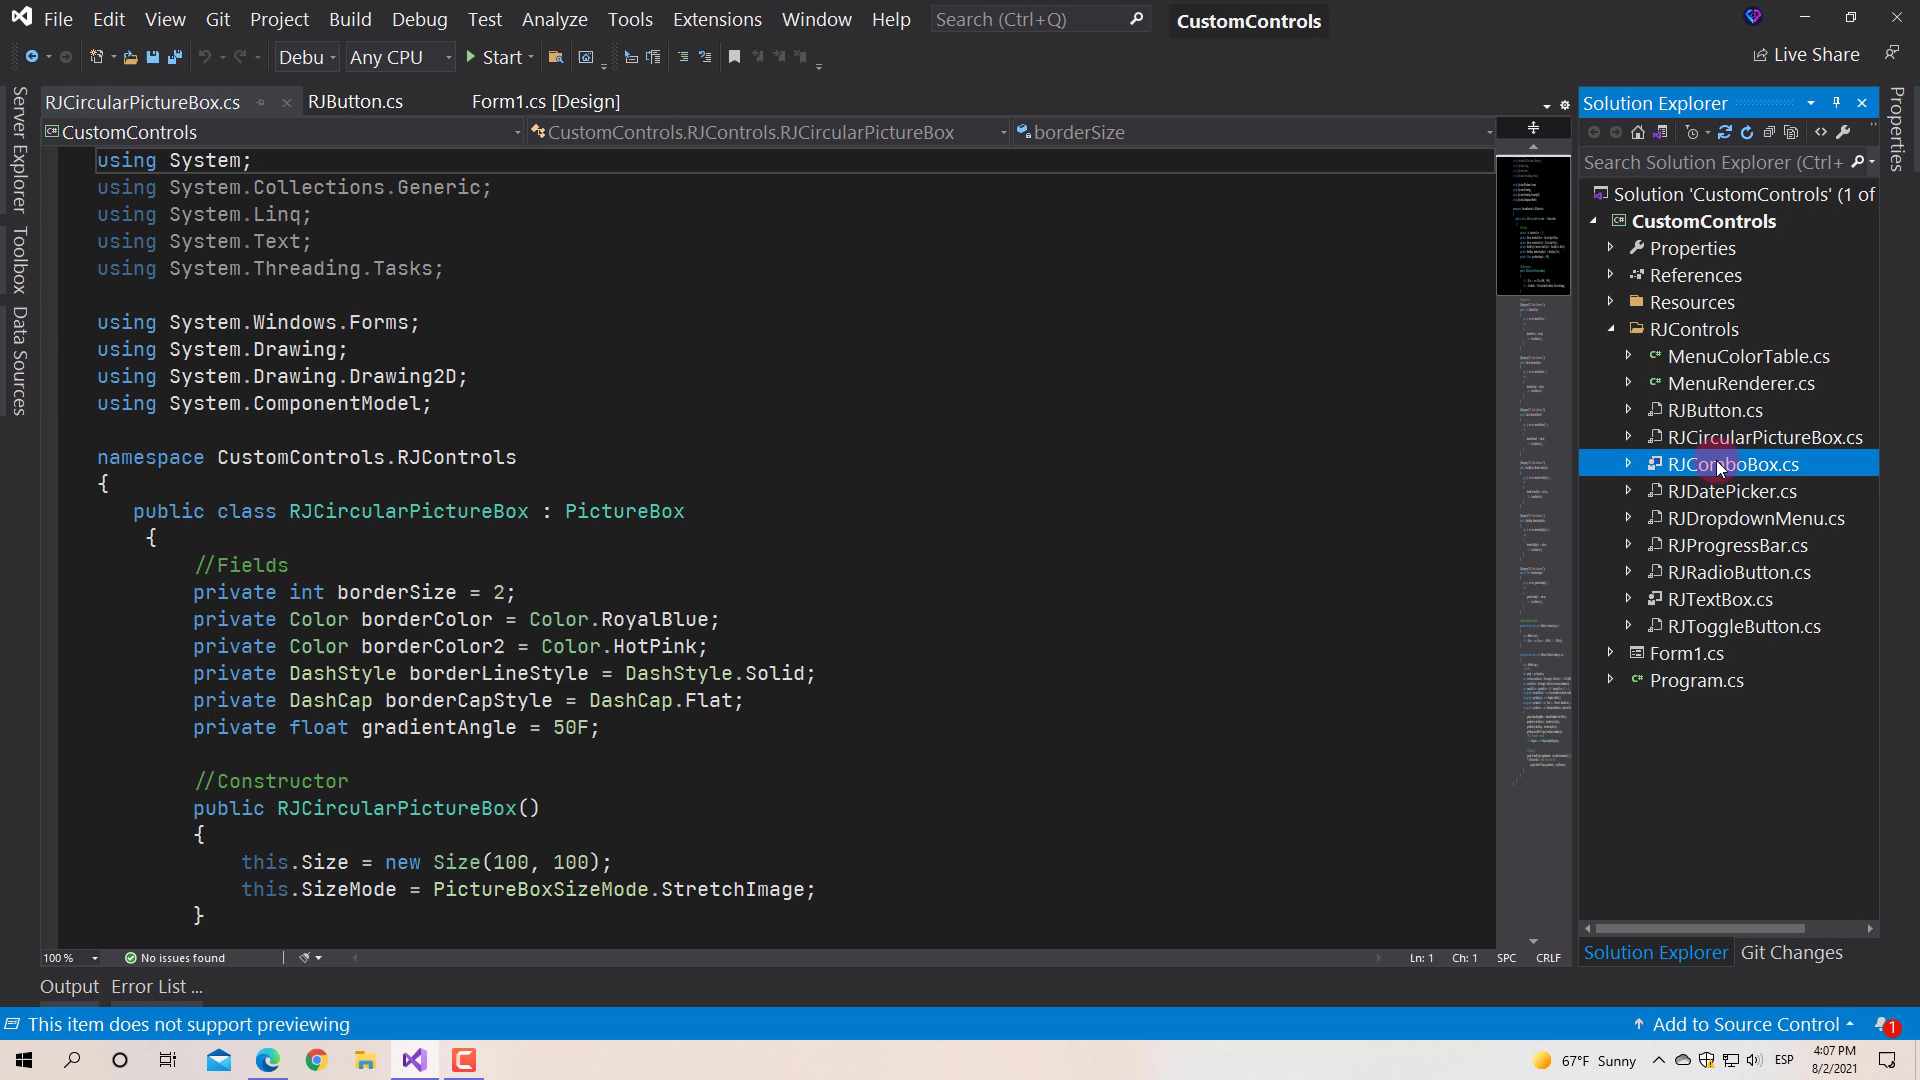 File Edit View Git Project Build Debug Test Analyze Tools Extensions Window Help Search (Ctrl+Q) CustomControls
Debu Any CPU Start Live Share
RJCircularPictureBox.cs RJButton.cs Form1.cs [Design]
CustomControls CustomControls.RJControls.RJCircularPictureBox borderSize
using System;
using System.Collections.Generic;
using System.Linq;
using System.Text;
using System.Threading.Tasks;
using System.Windows.Forms;
using System.Drawing;
using System.Drawing.Drawing2D;
using System.ComponentModel;
namespace CustomControls.RJControls
{
public class RJCircularPictureBox : PictureBox
{
//Fields
private int borderSize = 2;
private Color borderColor = Color.RoyalBlue;
private Color borderColor2 = Color.HotPink;
private DashStyle borderLineStyle = DashStyle.Solid;
private DashCap borderCapStyle = DashCap.Flat;
private float gradientAngle = 50F;
//Constructor
public RJCircularPictureBox()
{
this.Size = new Size(100, 100);
this.SizeMode = PictureBoxSizeMode.StretchImage;
}
100 % No issues found Ln: 1 Ch: 1 SPC CRLF
Output Error List ...
Server Explorer
Toolbox
Data Sources
Solution Explorer
Search Solution Explorer (Ctrl+
Solution 'CustomControls' (1 of
CustomControls
Properties
References
Resources
RJControls
MenuColorTable.cs
MenuRenderer.cs
RJButton.cs
RJCircularPictureBox.cs
RJComboBox.cs
RJDatePicker.cs
RJDropdownMenu.cs
RJProgressBar.cs
RJRadioButton.cs
RJTextBox.cs
RJToggleButton.cs
Form1.cs
Program.cs
Solution Explorer Git Changes
Properties
This item does not support previewing Add to Source Control 1
67°F Sunny ESP 4:07 PM
8/2/2021